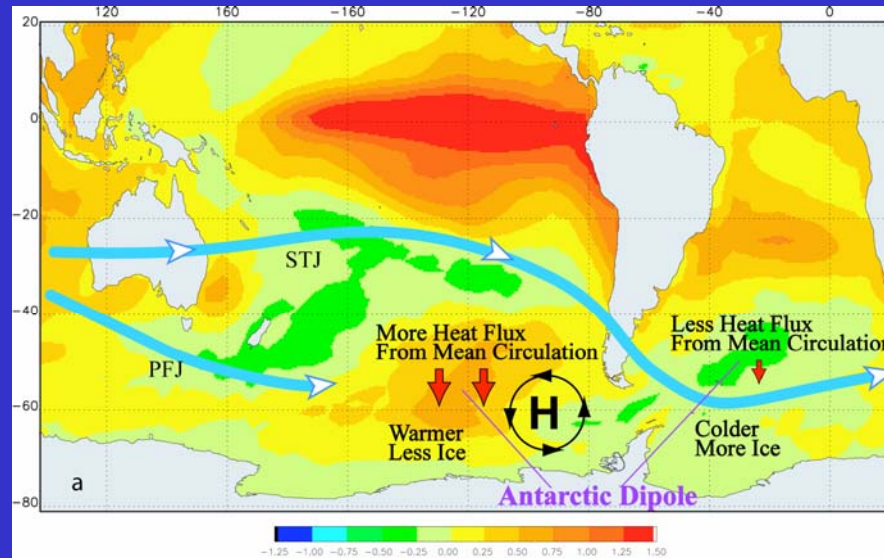 -160 -120 -80 -40 0
120 160
20
0
-20
-40
-60
-80
STJ
PFJ
More Heat Flux
From Mean Circulation
Less Heat Flux
From Mean Circulation
H
Warmer
Less Ice
Colder
More Ice
a
Antarctic Dipole
-1.25 -1.00 -0.75 -0.50 -0.25 0.00 0.25 0.50 0.75 1.00 1.25 1.50